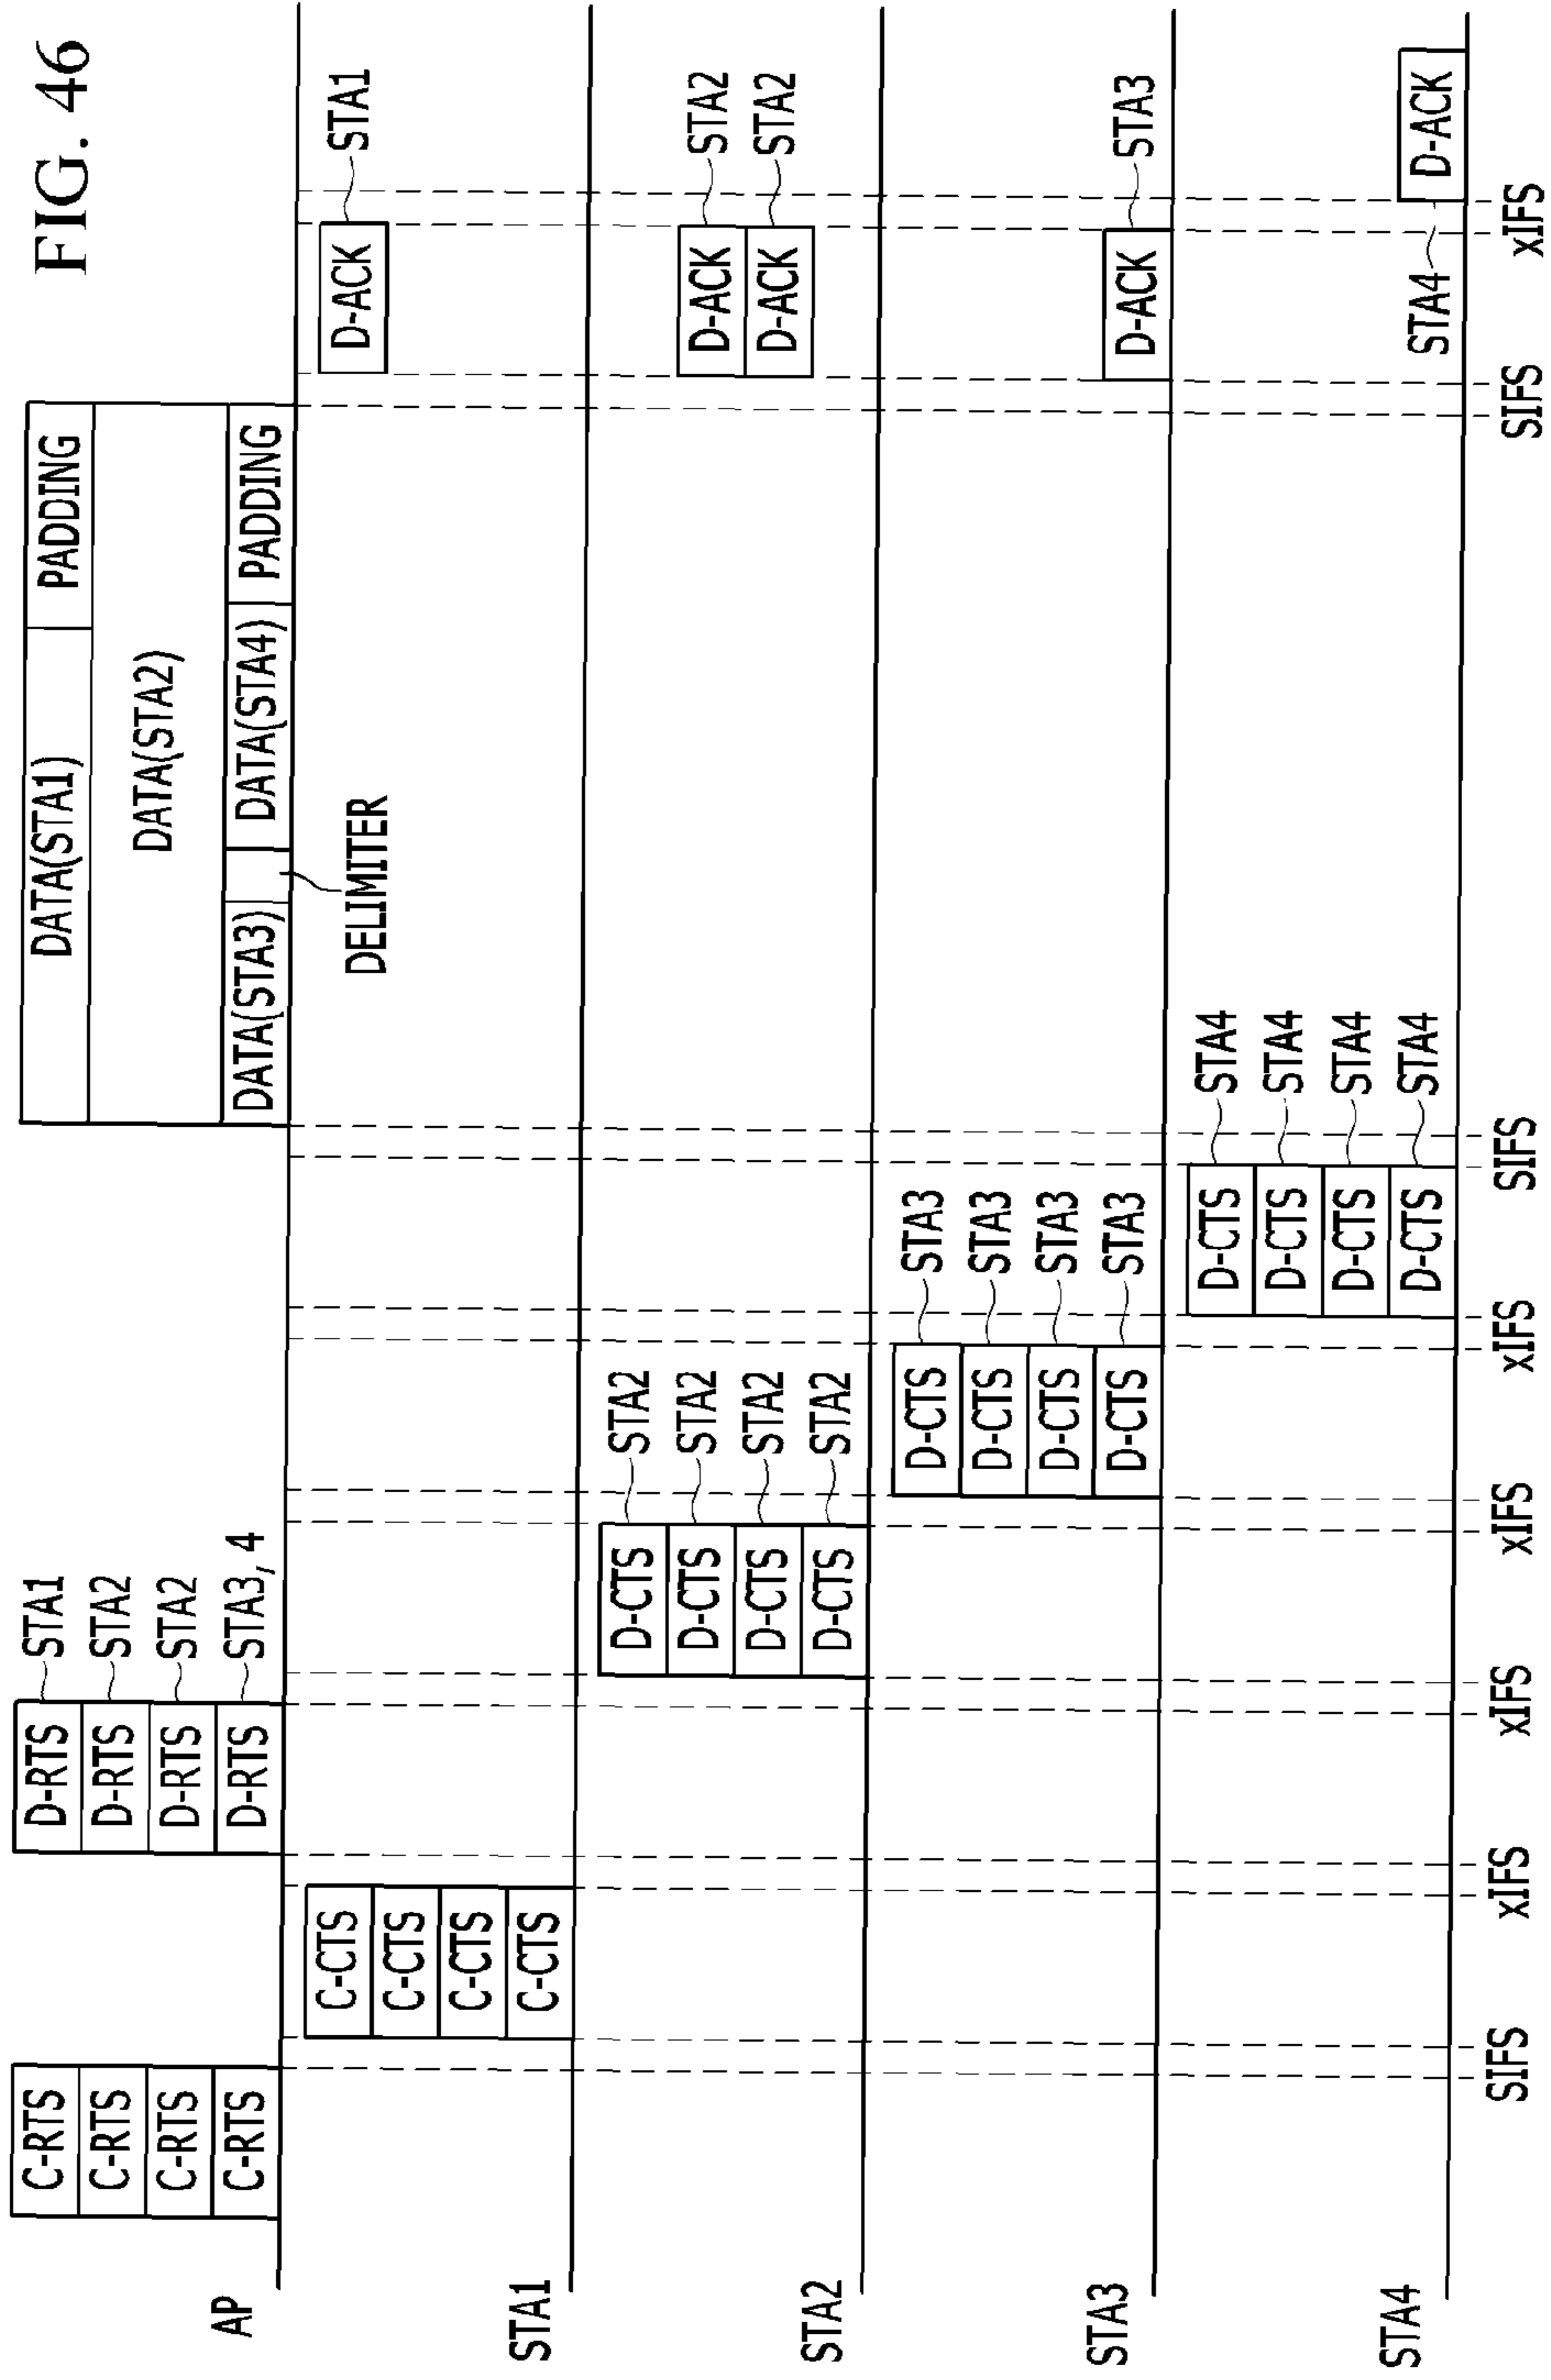 FIG. 46
AP
C-RTS
C-RTS
C-RTS
C-RTS
D-RTS
D-RTS
D-RTS
D-RTS
STA1
STA2
STA2
STA3, 4
DATA(STA1)
PADDING
DATA(STA2)
DATA(STA3)
DATA(STA4)
PADDING
DELIMITER
STA1
C-CTS
C-CTS
C-CTS
C-CTS
D-ACK
STA1
STA2
D-CTS
D-CTS
D-CTS
D-CTS
STA2
STA2
STA2
STA2
D-ACK
D-ACK
STA2
STA2
STA3
D-CTS
D-CTS
D-CTS
D-CTS
STA3
STA3
STA3
STA3
D-ACK
STA3
STA4
D-CTS
D-CTS
D-CTS
D-CTS
STA4
STA4
STA4
STA4
STA4
D-ACK
SIFS
xIFS
xIFS
xIFS
xIFS
SIFS
SIFS
xIFS